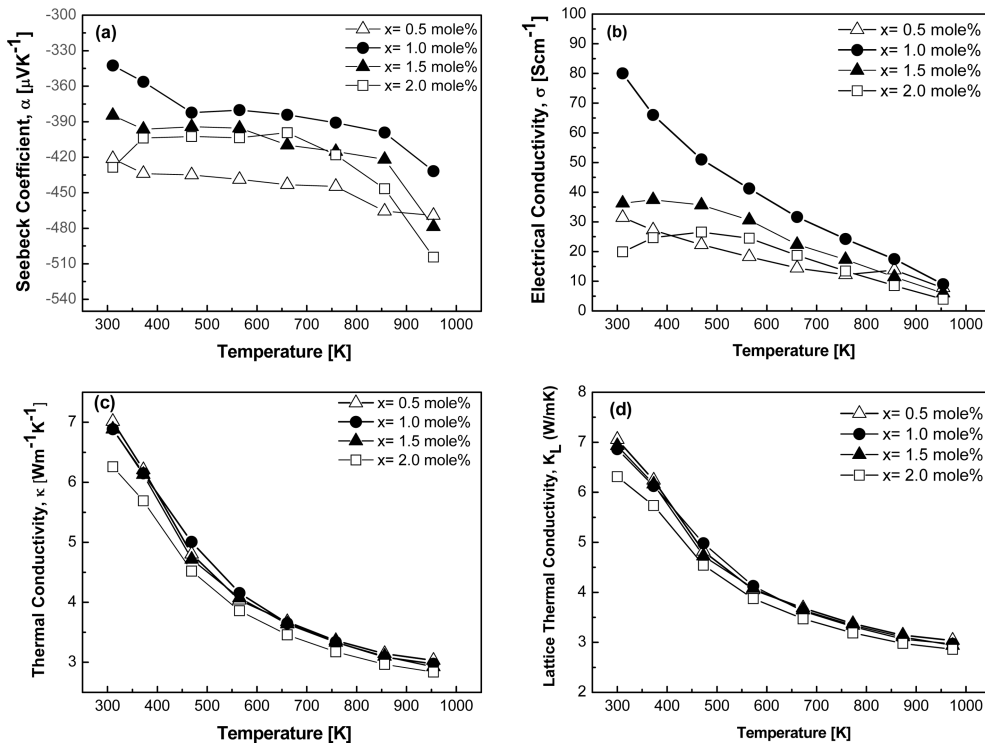 (a)
x= 0.5 mole%
x= 1.0 mole%
x= 1.5 mole%
x= 2.0 mole%
-300
-330
-360
-390
-420
-450
-480
-510
-540
Seebeck Coefficient, α [μVK⁻¹]
300 400 500 600 700 800 900 1000
Temperature [K]
(b)
x= 0.5 mole%
x= 1.0 mole%
x= 1.5 mole%
x= 2.0 mole%
100
90
80
70
60
50
40
30
20
10
0
Electrical Conductivity, σ [Scm⁻¹]
300 400 500 600 700 800 900 1000
Temperature [K]
(c)
x= 0.5 mole%
x= 1.0 mole%
x= 1.5 mole%
x= 2.0 mole%
7
6
5
4
3
Thermal Conductivity, κ [Wm⁻¹K⁻¹]
300 400 500 600 700 800 900 1000
Temperature [K]
(d)
x= 0.5 mole%
x= 1.0 mole%
x= 1.5 mole%
x= 2.0 mole%
8
7
6
5
4
3
2
Lattice Thermal Conductivity, K_L (W/mK)
300 400 500 600 700 800 900 1000
Temperature [K]